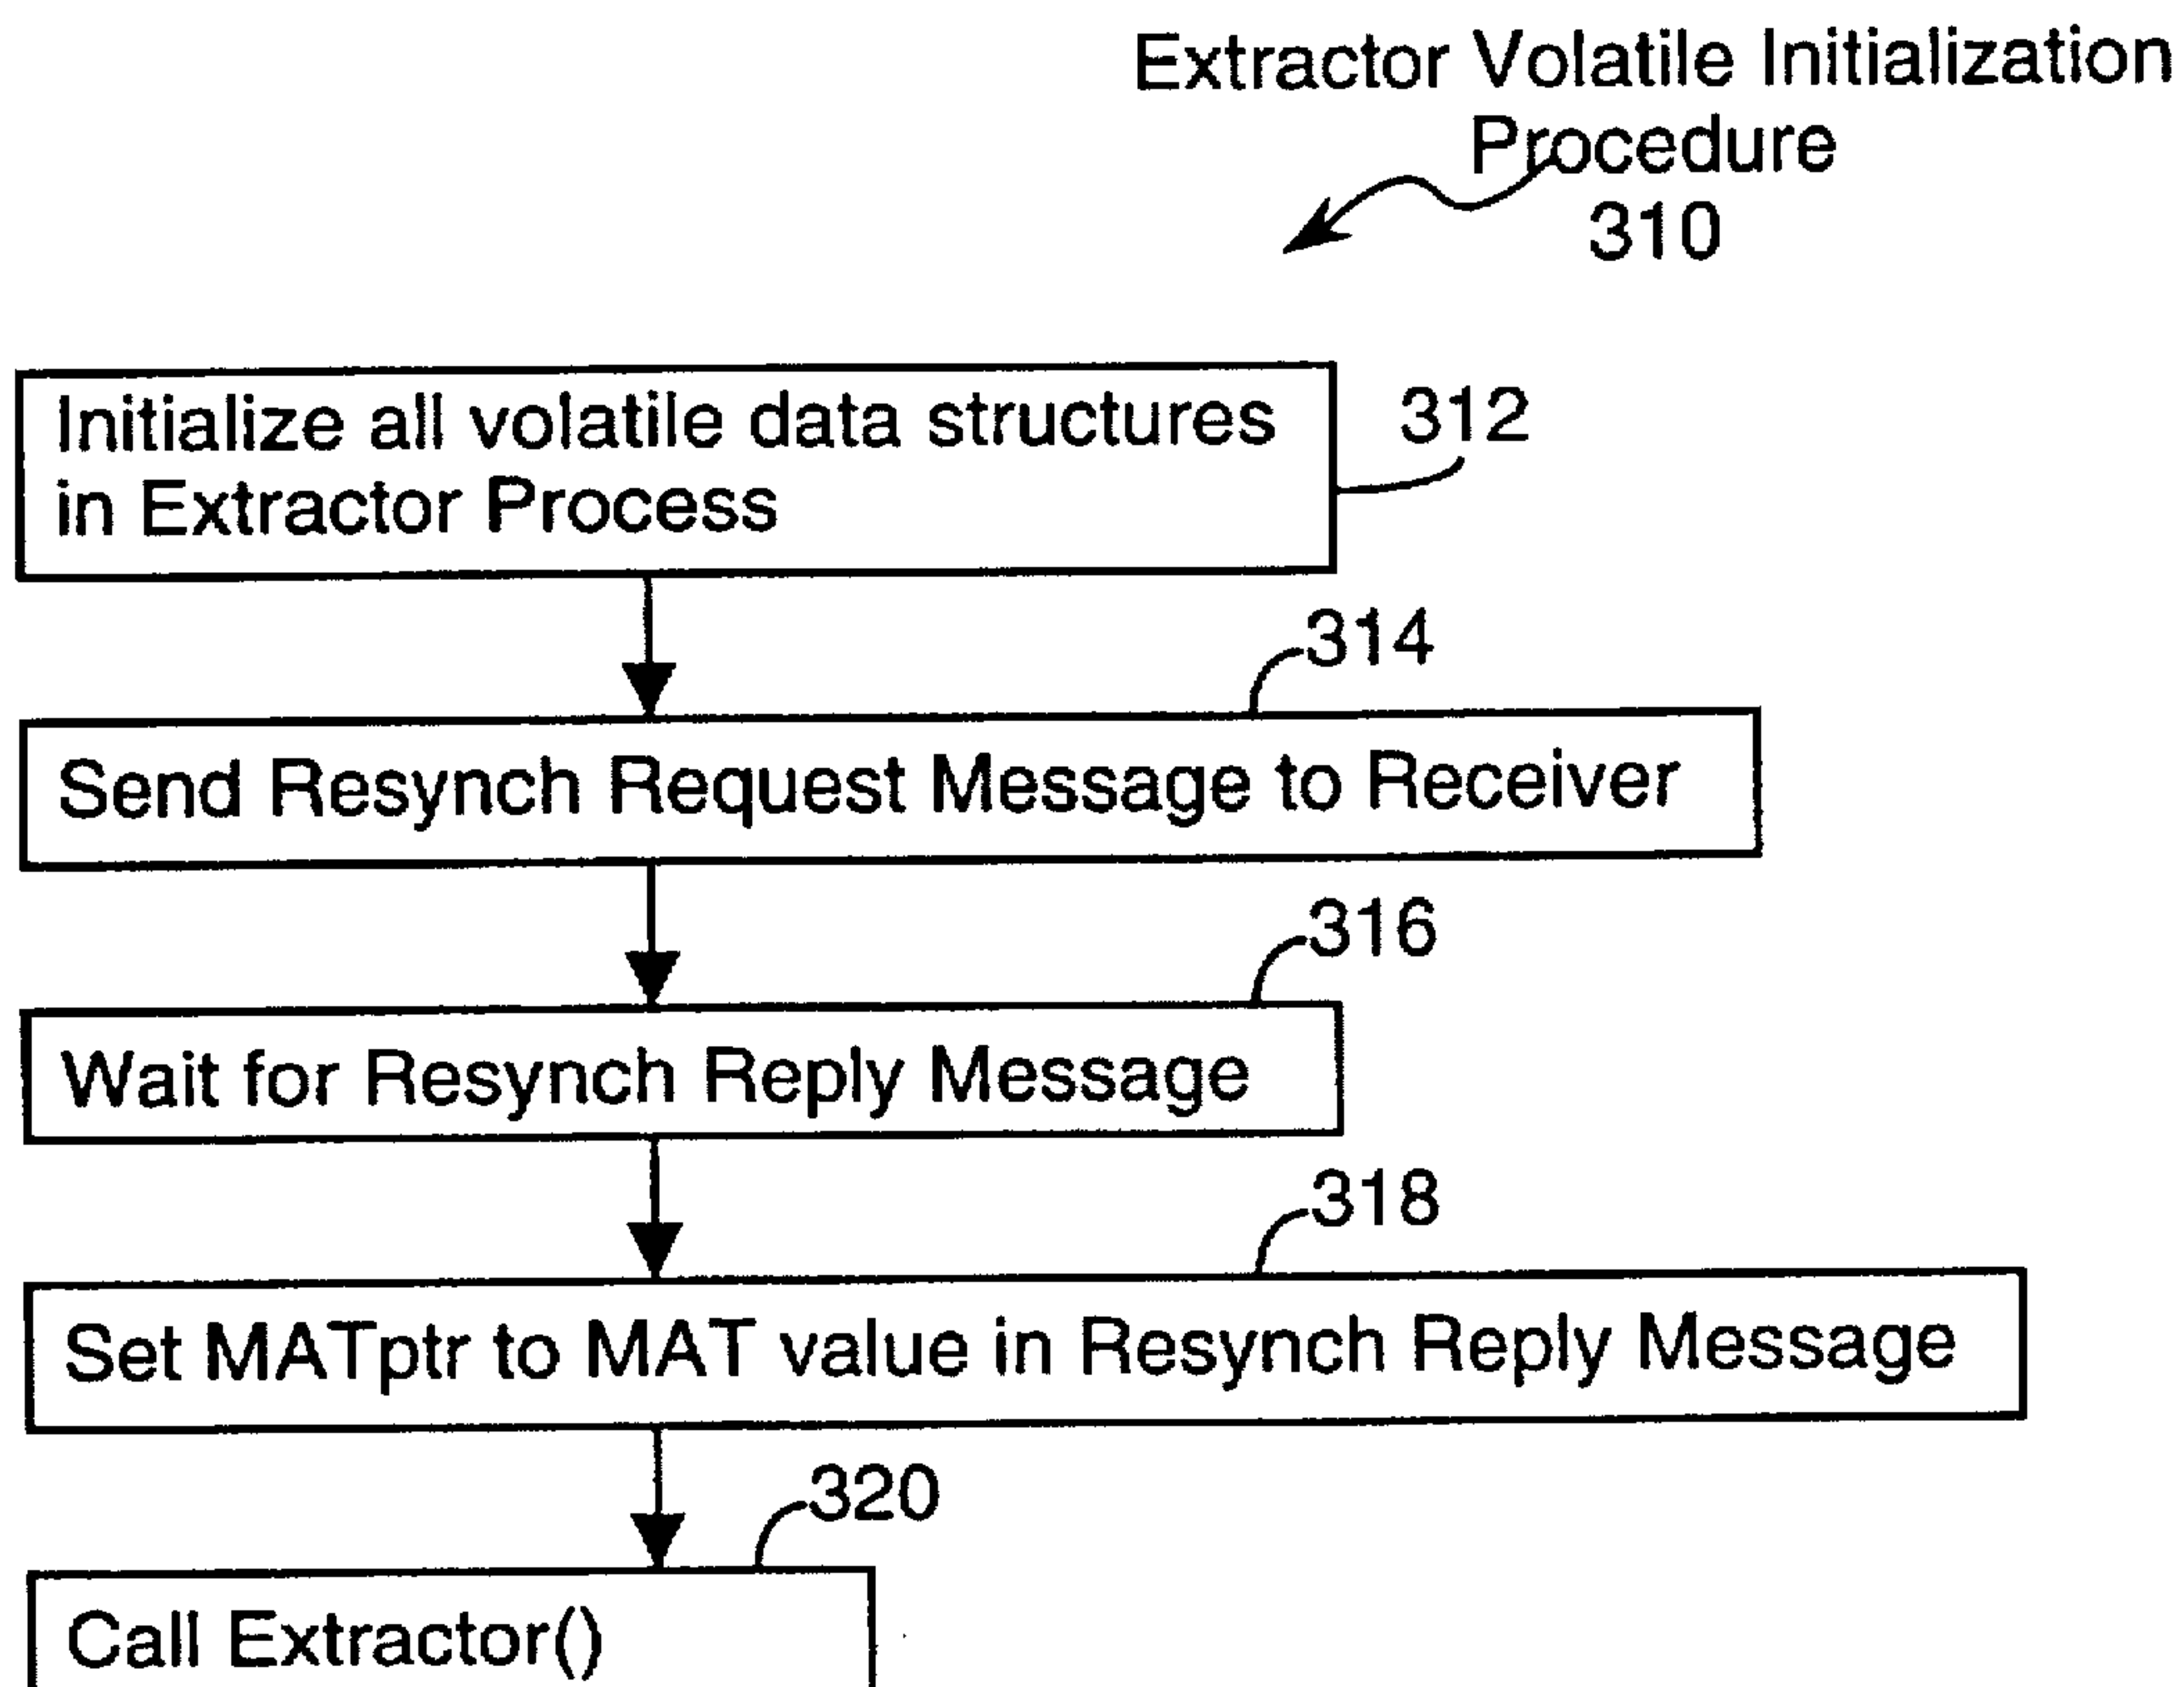 Extractor Volatile Initialization
Procedure
310
Initialize all volatile data structures
in Extractor Process
312
314
Send Resynch Request Message to Receiver
316
Wait for Resynch Reply Message
318
Set MATptr to MAT value in Resynch Reply Message
320
Call Extractor()